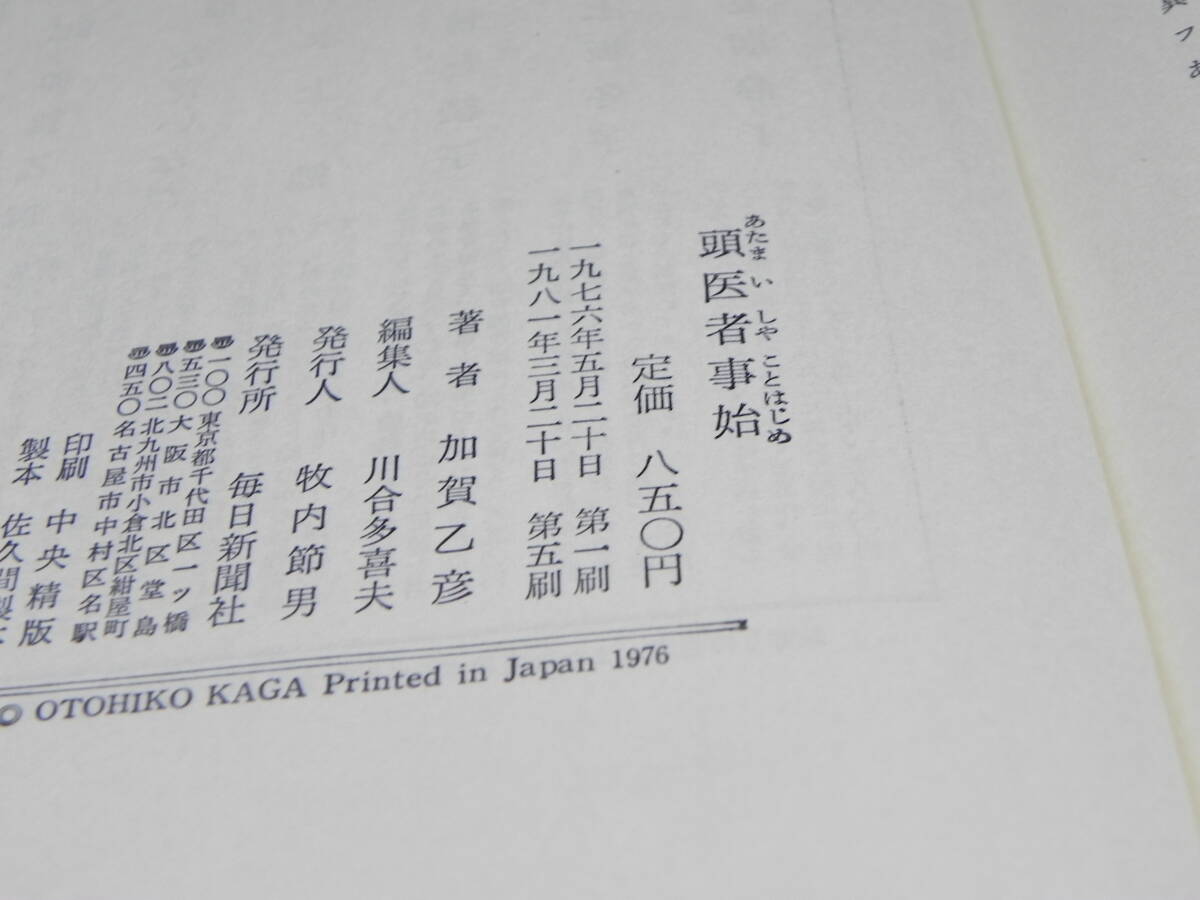 頭医者事始
あたまいしゃことはじめ
定価 八五〇円
一九七六年五月二十日 第一刷
一九八一年三月二十日 第五刷
著者 加賀乙彦
編集人 川合多喜夫
発行人 牧内節男
発行所 毎日新聞社
〒一〇〇 東京都千代田区一ッ橋
〒五三〇 大阪市北区堂島
〒八〇二 北九州市小倉北区紺屋町
〒四五〇 名古屋市中村区名駅
印刷 中央精版
製本 佐久間製本
© OTOHIKO KAGA Printed in Japan 1976